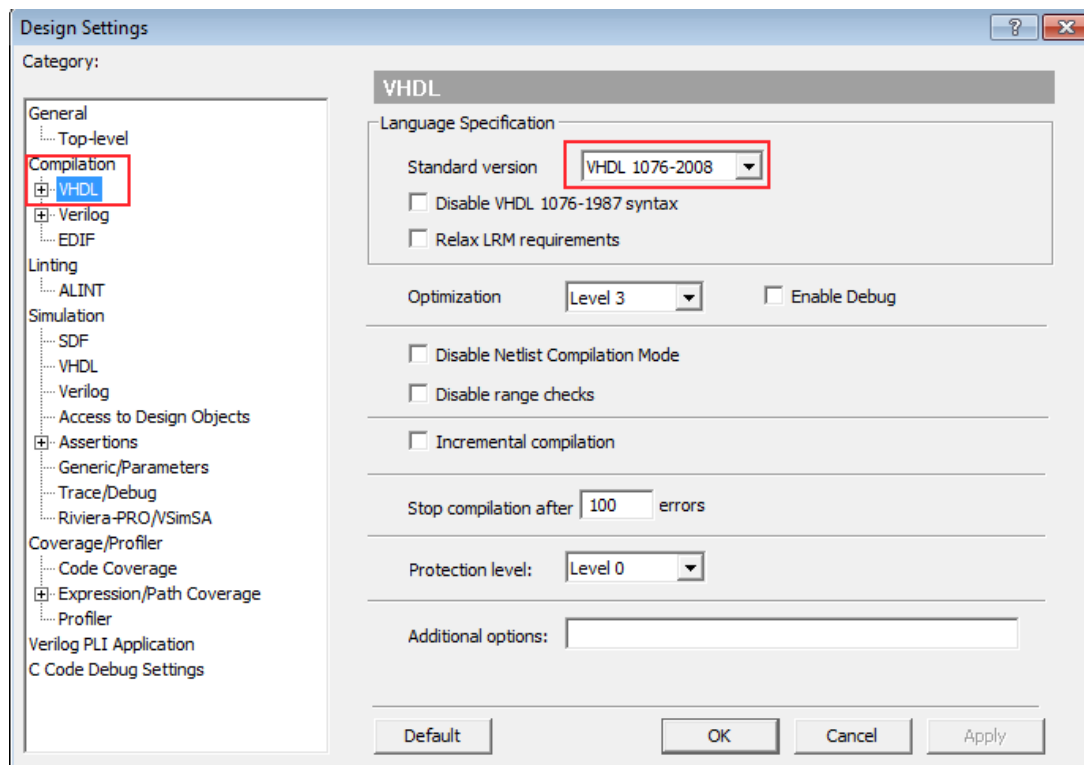 Design Settings
Category:
General
Top-level
Compilation
VHDL
Verilog
EDIF
Linting
ALINT
Simulation
SDF
VHDL
Verilog
Access to Design Objects
Assertions
Generic/Parameters
Trace/Debug
Riviera-PRO/VSimSA
Coverage/Profiler
Code Coverage
Expression/Path Coverage
Profiler
Verilog PLI Application
C Code Debug Settings
VHDL
Language Specification
Standard version VHDL 1076-2008
Disable VHDL 1076-1987 syntax
Relax LRM requirements
Optimization Level 3 Enable Debug
Disable Netlist Compilation Mode
Disable range checks
Incremental compilation
Stop compilation after 100 errors
Protection level: Level 0
Additional options:
Default OK Cancel Apply